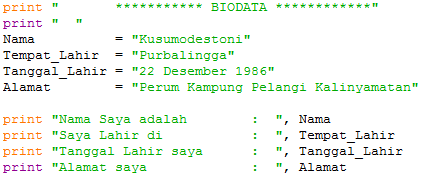 print "       *********** BIODATA ************"
print "  "
Nama          = "Kusumodestoni"
Tempat_Lahir  = "Purbalingga"
Tanggal_Lahir = "22 Desember 1986"
Alamat        = "Perum Kampung Pelangi Kalinyamatan"
print "Nama Saya adalah        :  ", Nama
print "Saya Lahir di           :  ", Tempat_Lahir
print "Tanggal Lahir saya      :  ", Tanggal_Lahir
print "Alamat saya             :  ", Alamat